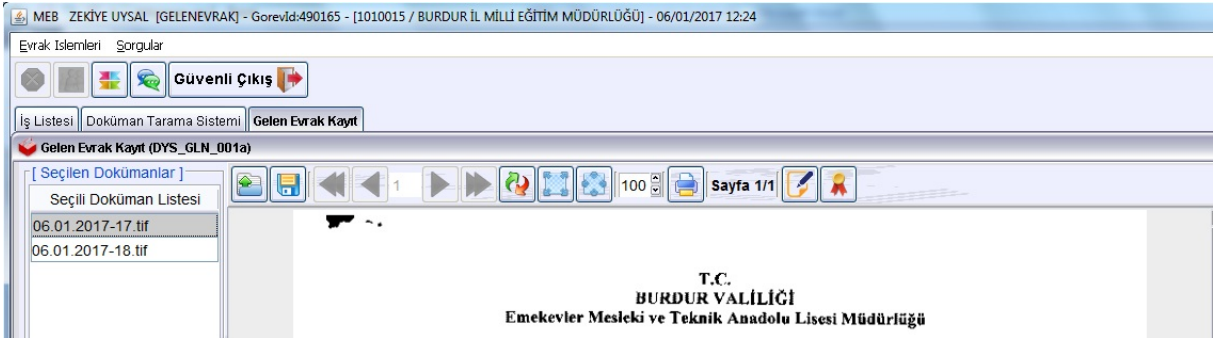 MEB ZEKİYE UYSAL [GELENEVRAK] - GorevId:490165 - [1010015 / BURDUR İL MİLLİ EĞİTİM MÜDÜRLÜĞÜ] - 06/01/2017 12:24
Evrak Islemleri Sorgular
Güvenli Çıkış
İş Listesi Doküman Tarama Sistemi Gelen Evrak Kayıt
Gelen Evrak Kayıt (DYS_GLN_001a)
[ Seçilen Dokümanlar ]
1 100 Sayfa 1/1
Seçili Doküman Listesi
06.01.2017-17.tif
06.01.2017-18.tif
T.C.
BURDUR VALİLİĞİ
Emekevler Mesleki ve Teknik Anadolu Lisesi Müdürlüğü